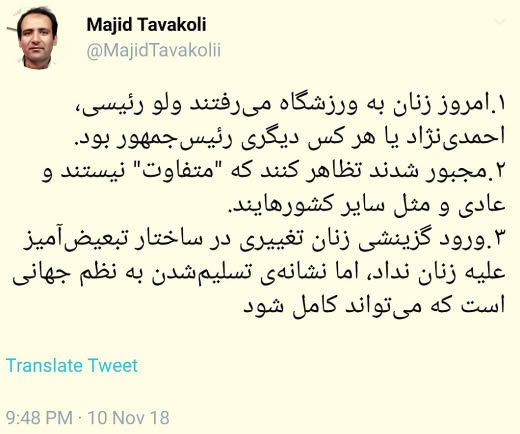 Majid Tavakoli
@MajidTavakolii
۱.امروز زنان به ورزشگاه می‌رفتند ولو رئیسی،
احمدی‌نژاد یا هر کس دیگری رئیس‌جمهور بود.
۲.مجبور شدند تظاهر کنند که "متفاوت" نیستند و
عادی و مثل سایر کشورهایند.
۳.ورود گزینشی زنان تغییری در ساختار تبعیض‌آمیز
علیه زنان نداد، اما نشانه‌ی تسلیم‌شدن به نظم جهانی
است که می‌تواند کامل شود
Translate Tweet
9:48 PM · 10 Nov 18